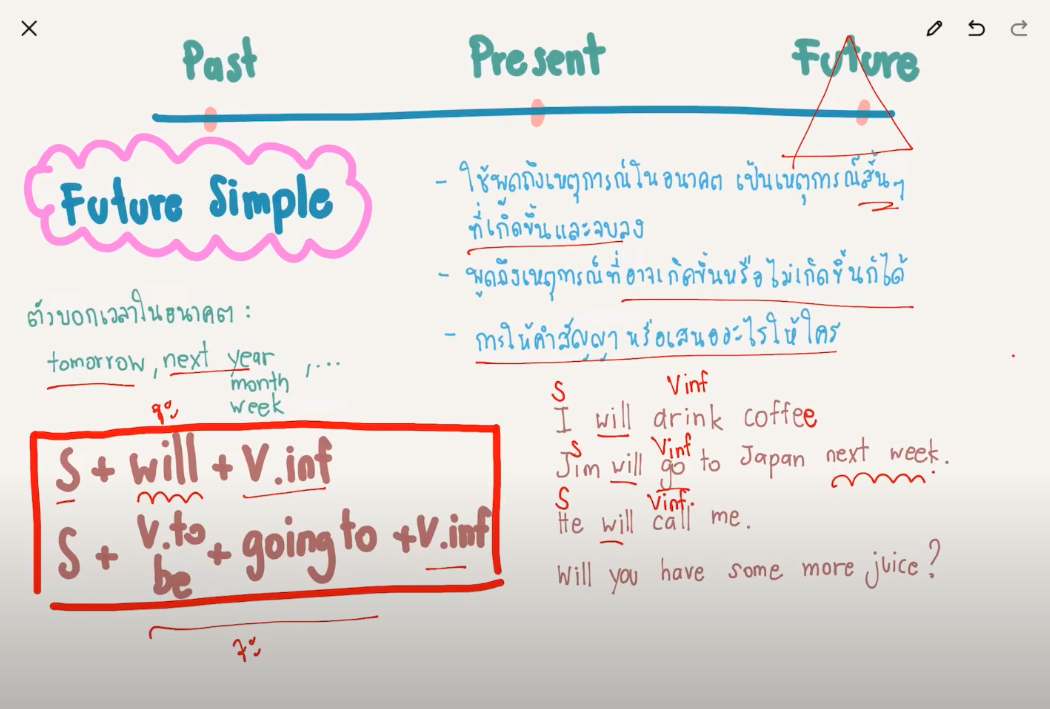 Past Present Future
Future Simple
- ใช้พูดถึงเหตุการณ์ในอนาคต เป็นเหตุการณ์สั้นๆ
ที่เกิดขึ้นและจบลง
- พูดถึงเหตุการณ์ที่อาจเกิดขึ้นหรือไม่เกิดขึ้นก็ได้
- การให้คำสัญญา หรือเสนออะไรให้ใคร
ตัวบอกเวลาในอนาคต :
tomorrow, next year , ...
month
week
จะ
S + will + V.inf
S + V.to be + going to + V.inf
จะ
S Vinf
I will drink coffee
S Vinf
Jim will go to Japan next week.
S Vinf.
He will call me.
Will you have some more juice?